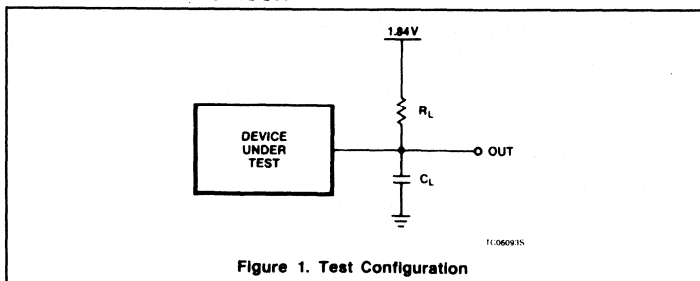 1.84V
R_L
DEVICE
UNDER
TEST
OUT
C_L
TC06093S
Figure 1. Test Configuration